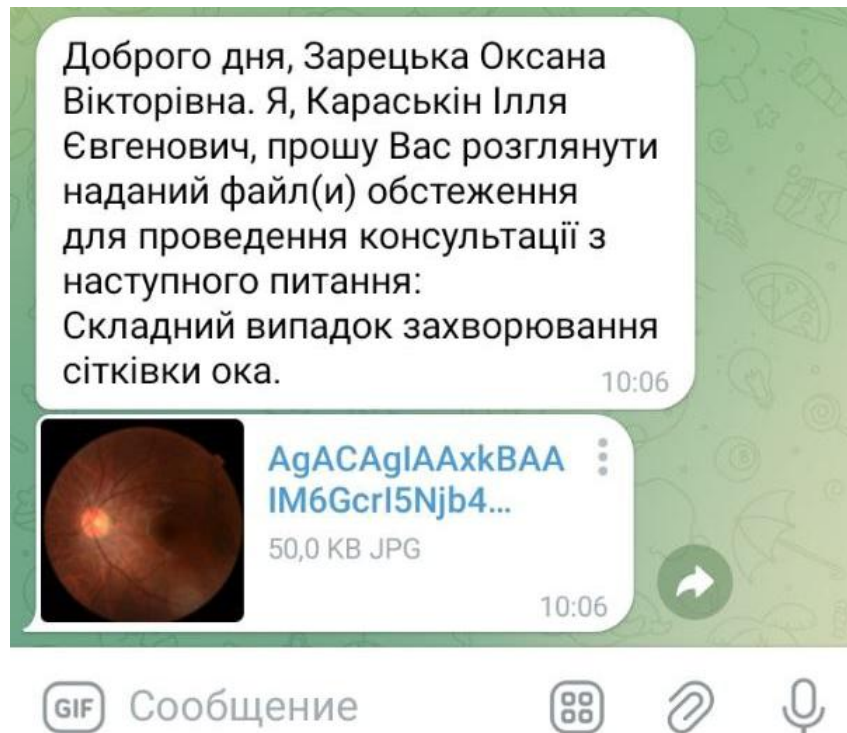 Доброго дня, Зарецька Оксана
Вікторівна. Я, Караськін Ілля
Євгенович, прошу Вас розглянути
наданий файл(и) обстеження
для проведення консультації з
наступного питання:
Складний випадок захворювання
сітківки ока.
10:06
AgACAgIAAxkBAA
IM6GcrI5Njb4...
50,0 KB JPG
10:06
GIF Сообщение